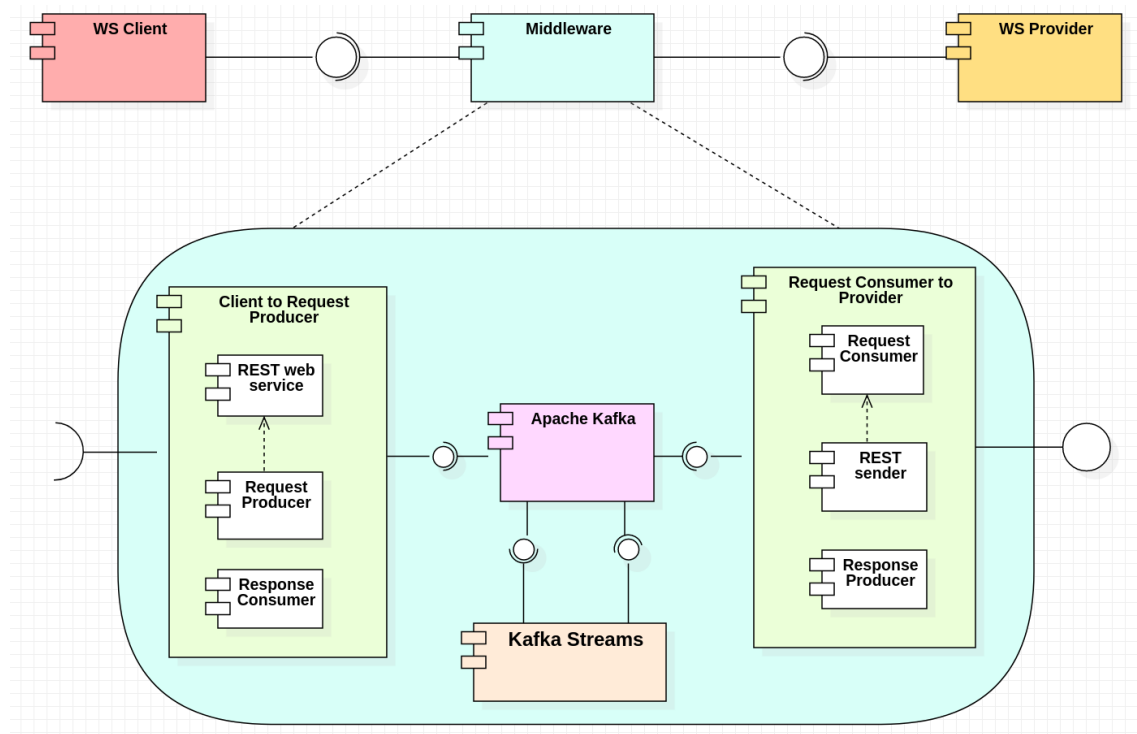 WS Client
Middleware
WS Provider
Client to Request
Producer
REST web
service
Request
Producer
Response
Consumer
Apache Kafka
Kafka Streams
Request Consumer to
Provider
Request
Consumer
REST
sender
Response
Producer